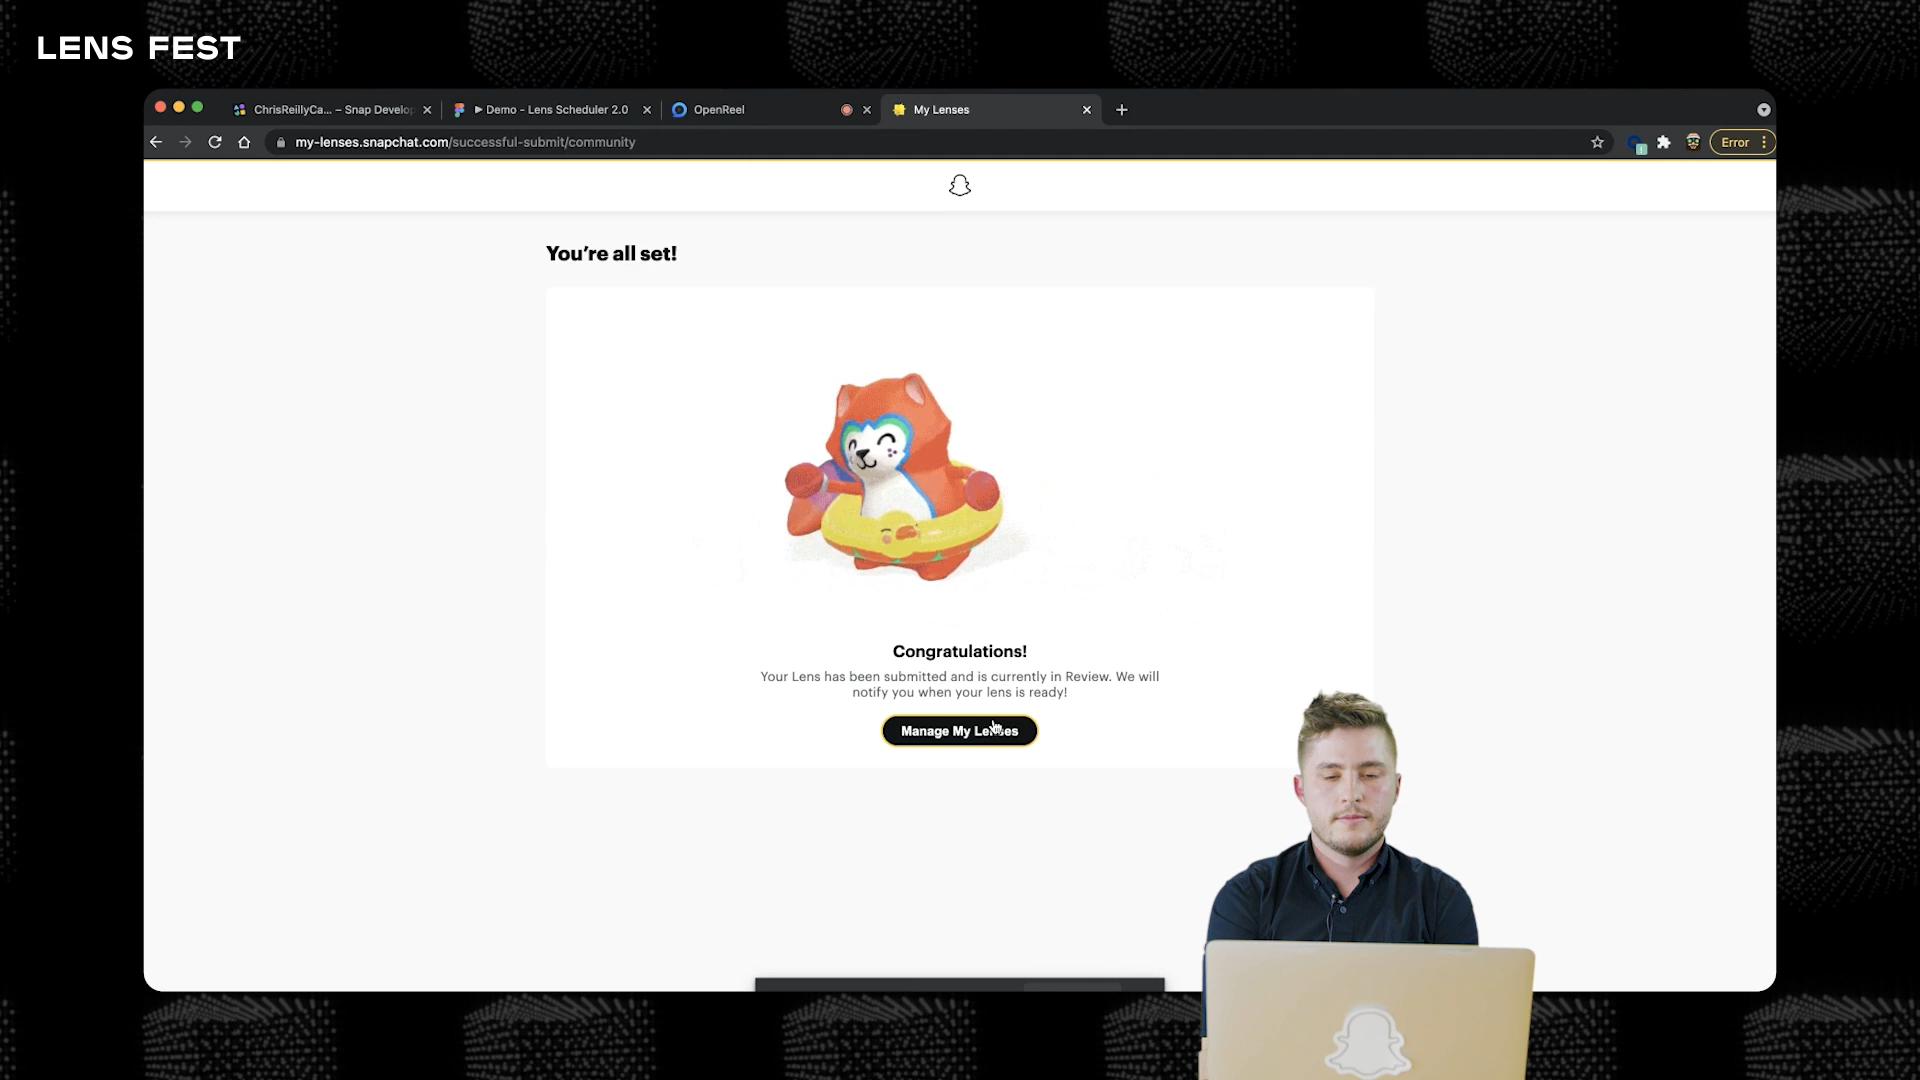 LENS FEST
ChrisReillyCa... – Snap Develop
Demo - Lens Scheduler 2.0
OpenReel
My Lenses
my-lenses.snapchat.com/successful-submit/community
Error
You're all set!
Congratulations!
Your Lens has been submitted and is currently in Review. We will
notify you when your lens is ready!
Manage My Lenses